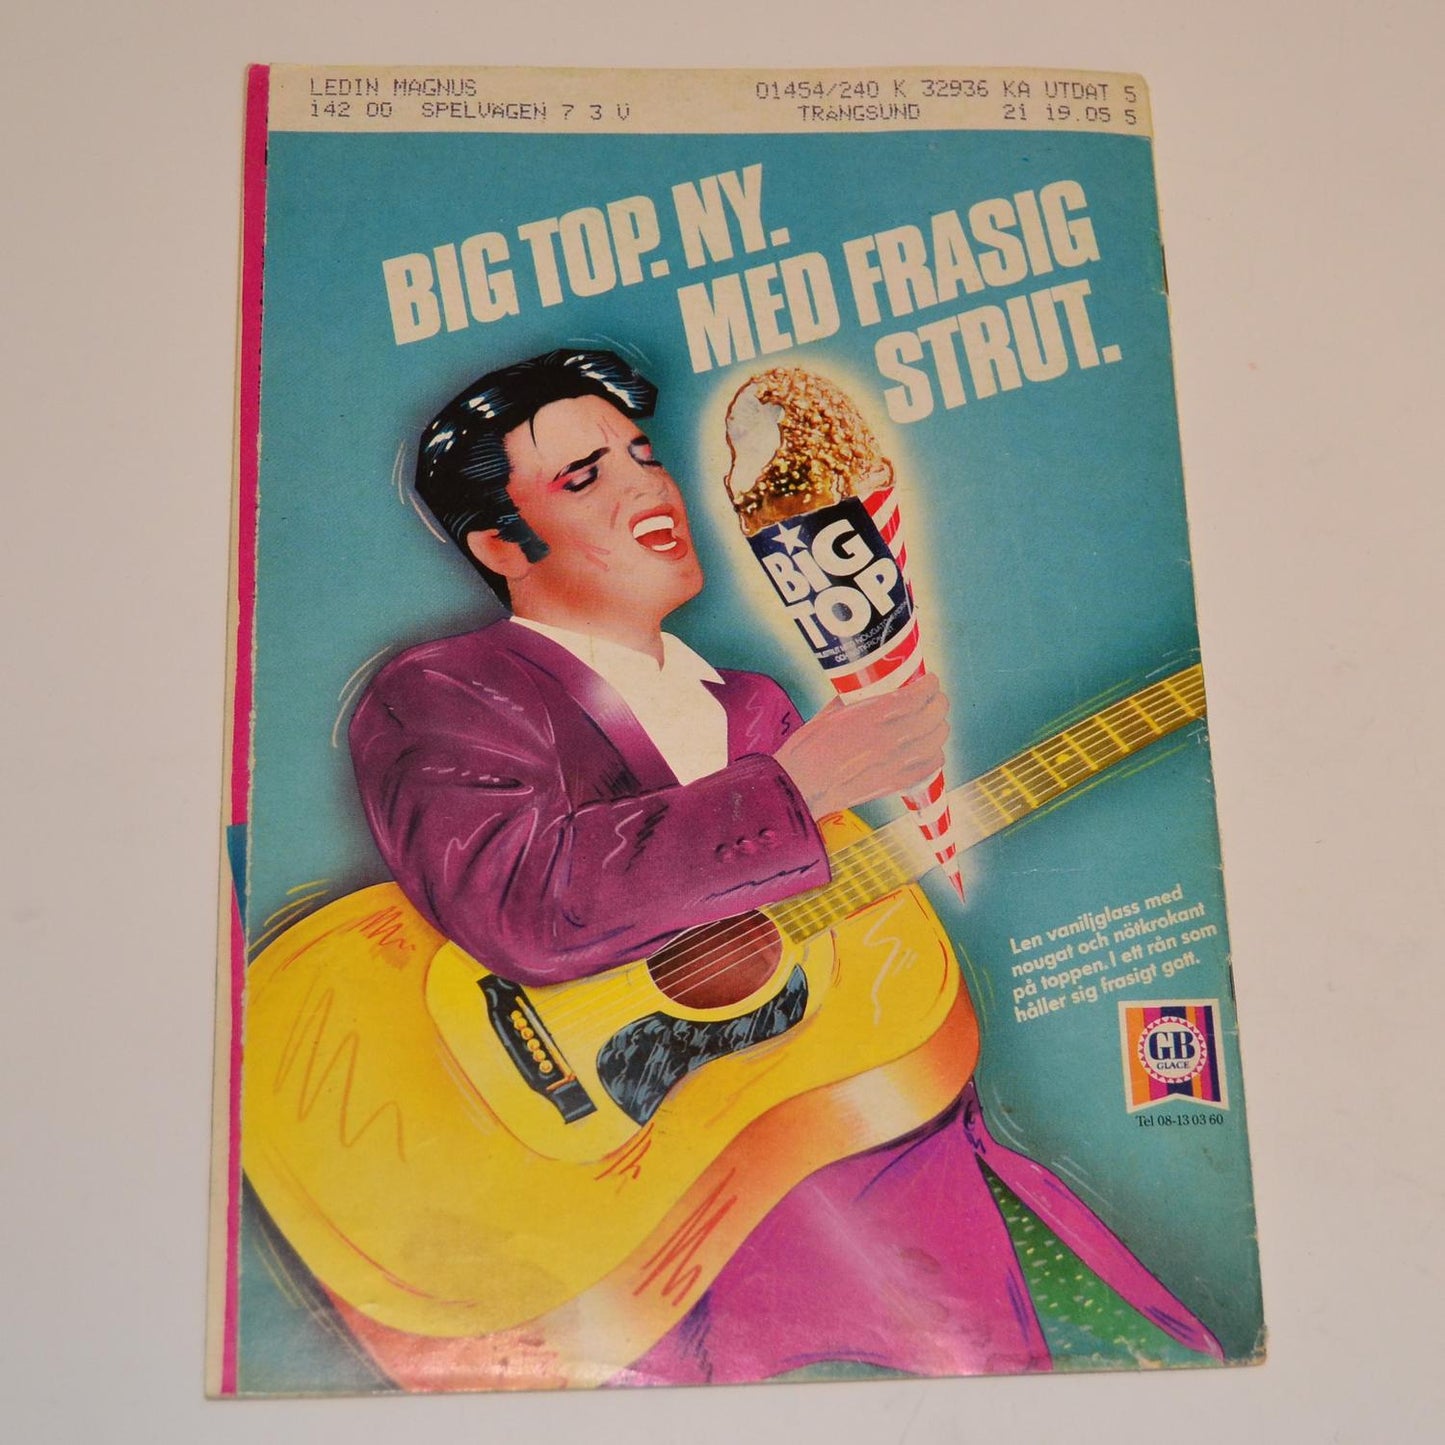 LEDIN MAGNUS 01454/240 K 32936 KA UTDAT 5
142 00 SPELVÄGEN 7 3 V TRÅNGSUND 21 19.05 5
BIG TOP. NY.
MED FRASIG
STRUT.
BIG
TOP
Len vaniljglass med
nougat och nötkrokant
på toppen. I ett rån som
håller sig frasigt gott.
GB
GLACE
Tel 08-13 03 60